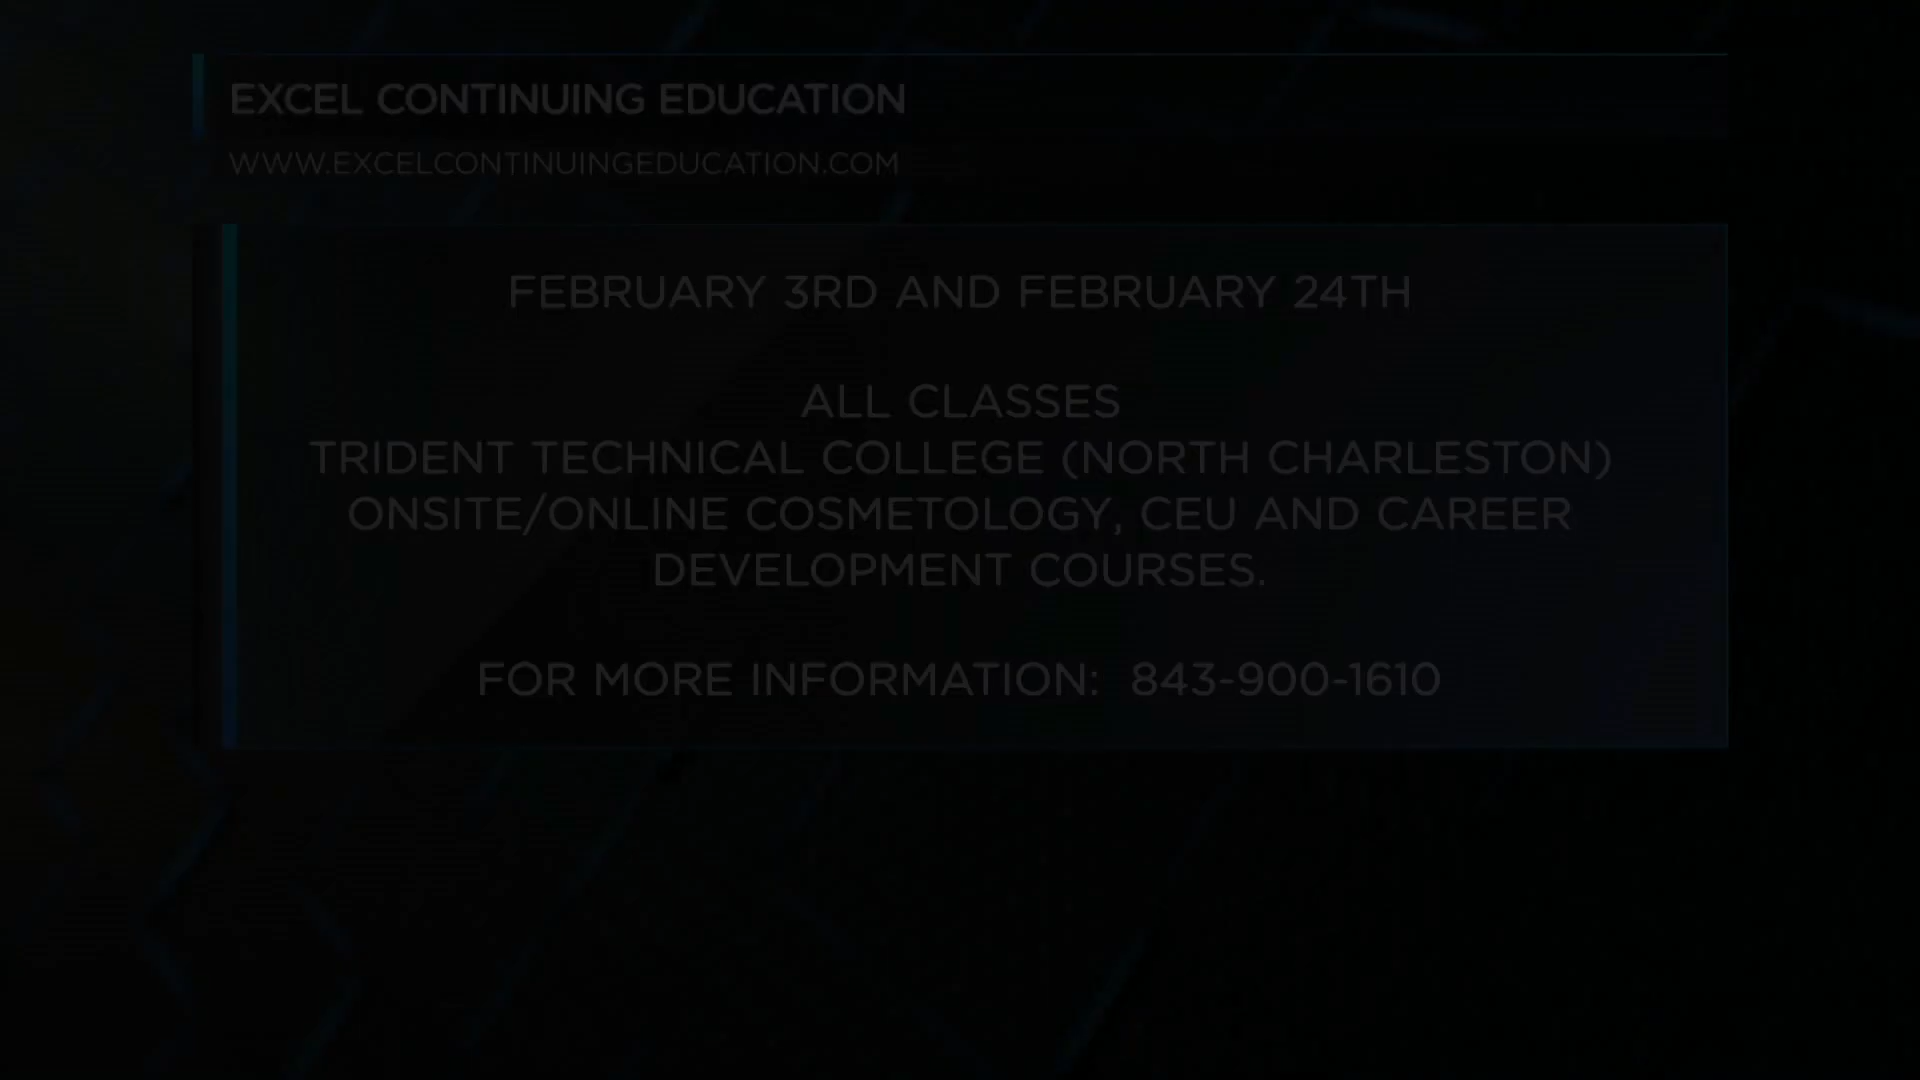 EXCEL CONTINUING EDUCATION
WWW.EXCELCONTINUINGEDUCATION.COM
FEBRUARY 3RD AND FEBRUARY 24TH
ALL CLASSES
TRIDENT TECHNICAL COLLEGE (NORTH CHARLESTON)
ONSITE/ONLINE COSMETOLOGY, CEU AND CAREER
DEVELOPMENT COURSES.
FOR MORE INFORMATION: 843-900-1610